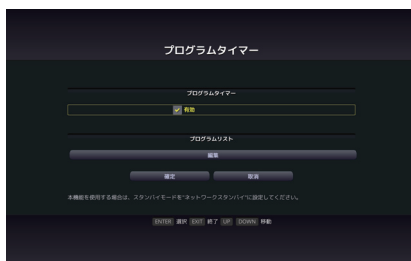 プログラムタイマー
プログラムタイマー
有効
プログラムリスト
編集
確定 取消
本機能を使用する場合は、スタンバイモードを"ネットワークスタンバイ"に設定してください。
ENTER 選択 EXIT 終了 UP DOWN 移動